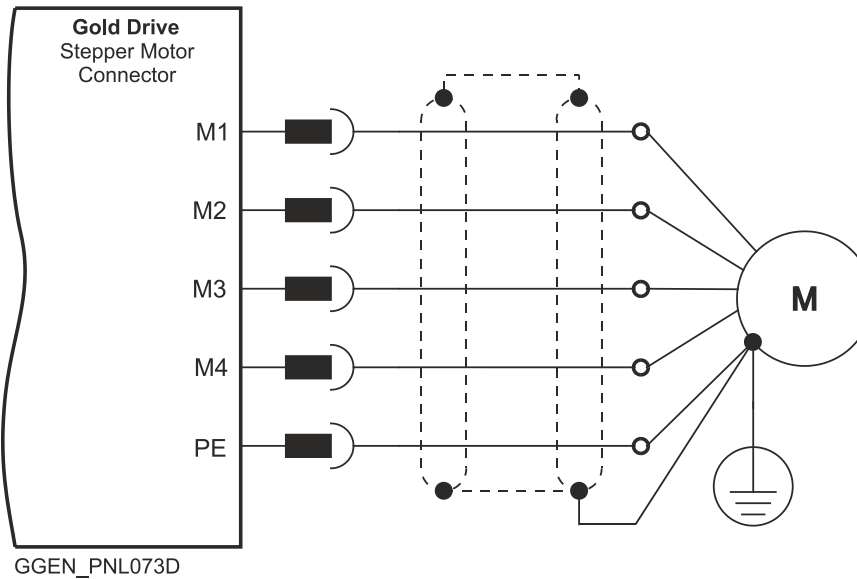 Gold Drive
Stepper Motor
Connector
M1
M2
M3
M4
PE
M
GGEN_PNL073D